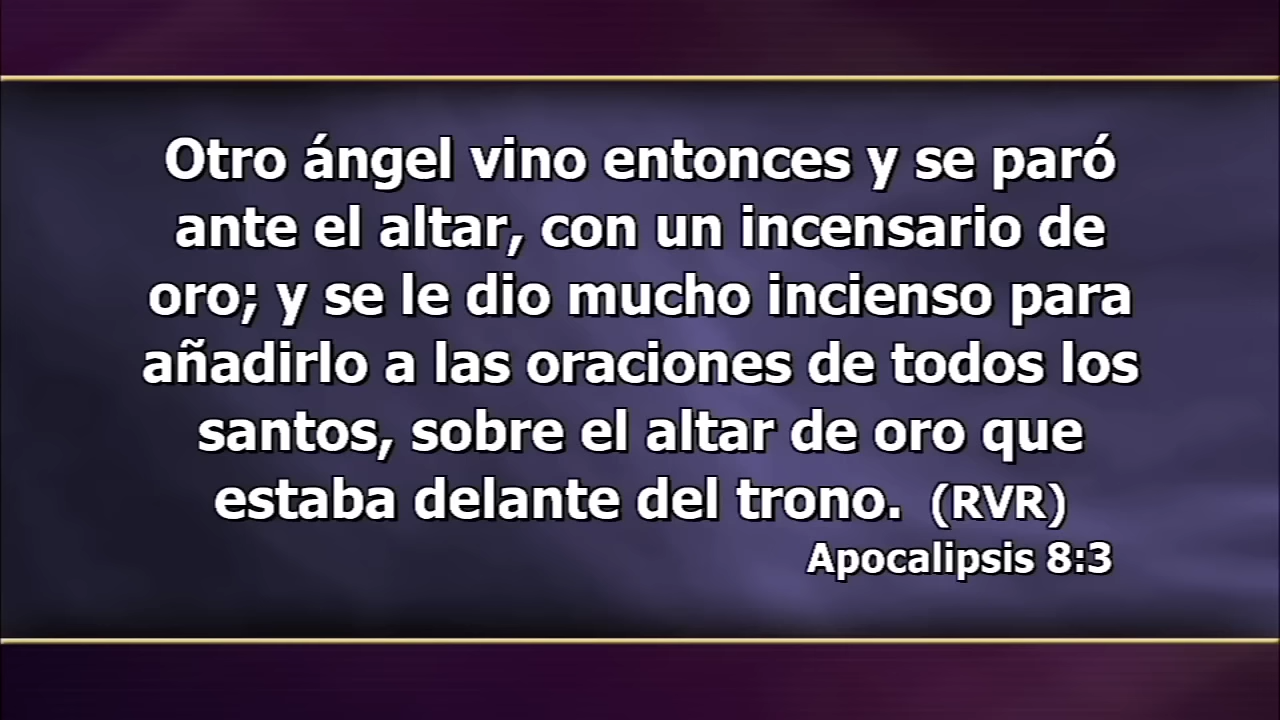 Otro ángel vino entonces y se paró
ante el altar, con un incensario de
oro; y se le dio mucho incienso para
añadirlo a las oraciones de todos los
santos, sobre el altar de oro que
estaba delante del trono. (RVR)
Apocalipsis 8:3